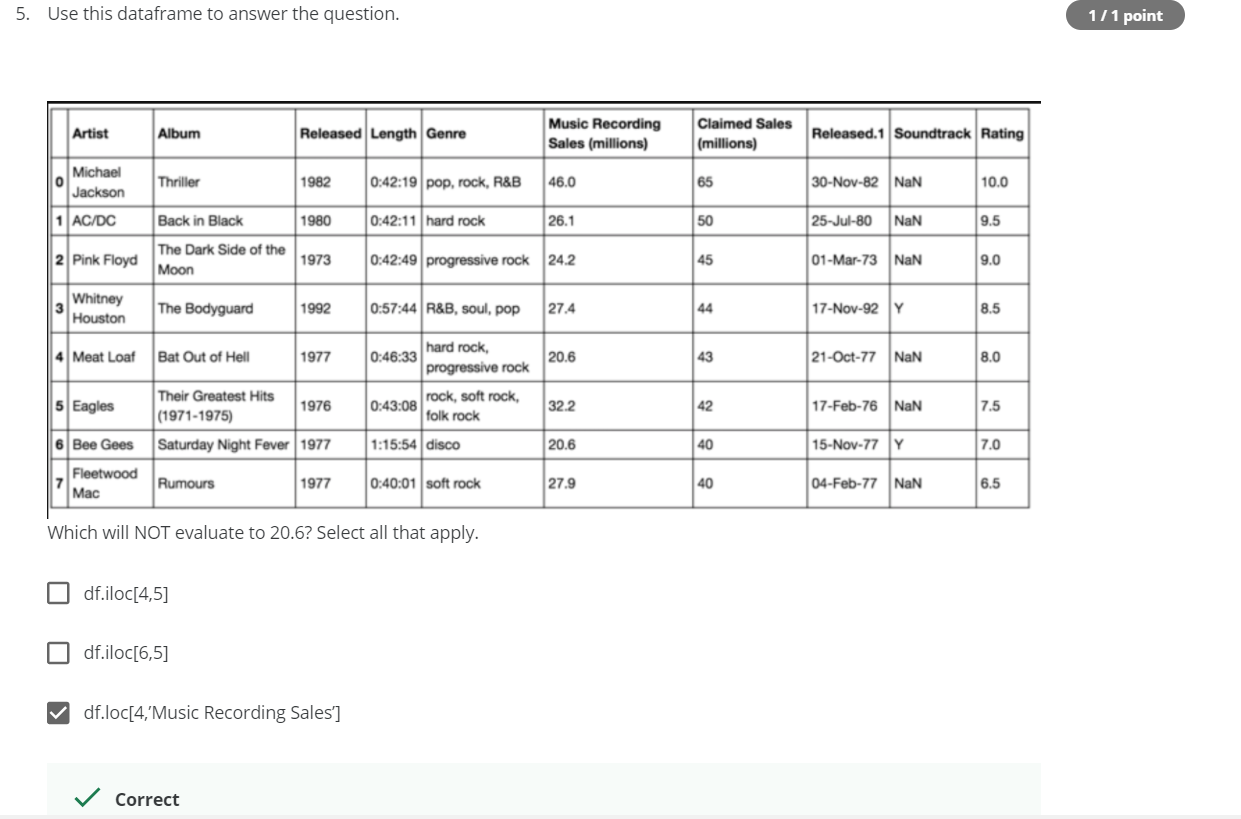 5. Use this dataframe to answer the question.
1 / 1 point
Artist Album Released Length Genre Music Recording Sales (millions) Claimed Sales (millions) Released.1 Soundtrack Rating
0 Michael Jackson Thriller 1982 0:42:19 pop, rock, R&B 46.0 65 30-Nov-82 NaN 10.0
1 AC/DC Back in Black 1980 0:42:11 hard rock 26.1 50 25-Jul-80 NaN 9.5
2 Pink Floyd The Dark Side of the Moon 1973 0:42:49 progressive rock 24.2 45 01-Mar-73 NaN 9.0
3 Whitney Houston The Bodyguard 1992 0:57:44 R&B, soul, pop 27.4 44 17-Nov-92 Y 8.5
4 Meat Loaf Bat Out of Hell 1977 0:46:33 hard rock, progressive rock 20.6 43 21-Oct-77 NaN 8.0
5 Eagles Their Greatest Hits (1971-1975) 1976 0:43:08 rock, soft rock, folk rock 32.2 42 17-Feb-76 NaN 7.5
6 Bee Gees Saturday Night Fever 1977 1:15:54 disco 20.6 40 15-Nov-77 Y 7.0
7 Fleetwood Mac Rumours 1977 0:40:01 soft rock 27.9 40 04-Feb-77 NaN 6.5
Which will NOT evaluate to 20.6? Select all that apply.
df.iloc[4,5]
df.iloc[6,5]
df.loc[4,’Music Recording Sales’]
Correct